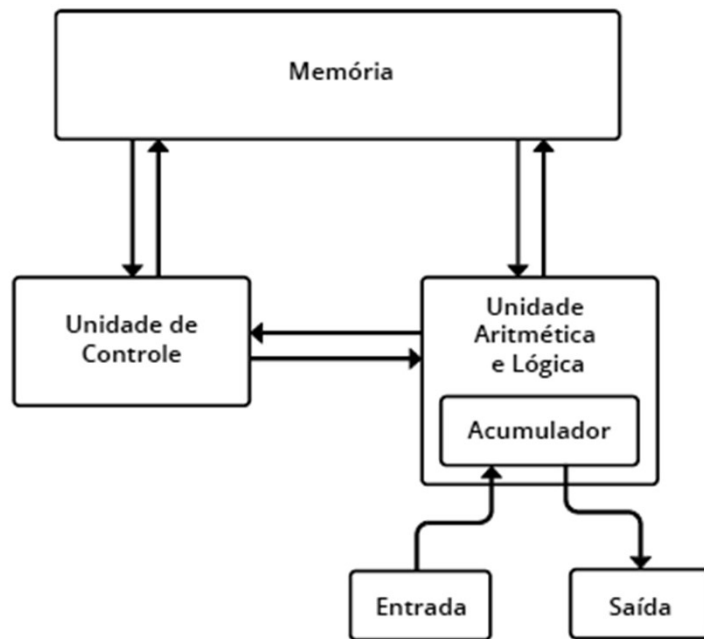 Memória
Unidade de
Controle
Unidade
Aritmética
e Lógica
Acumulador
Entrada
Saída